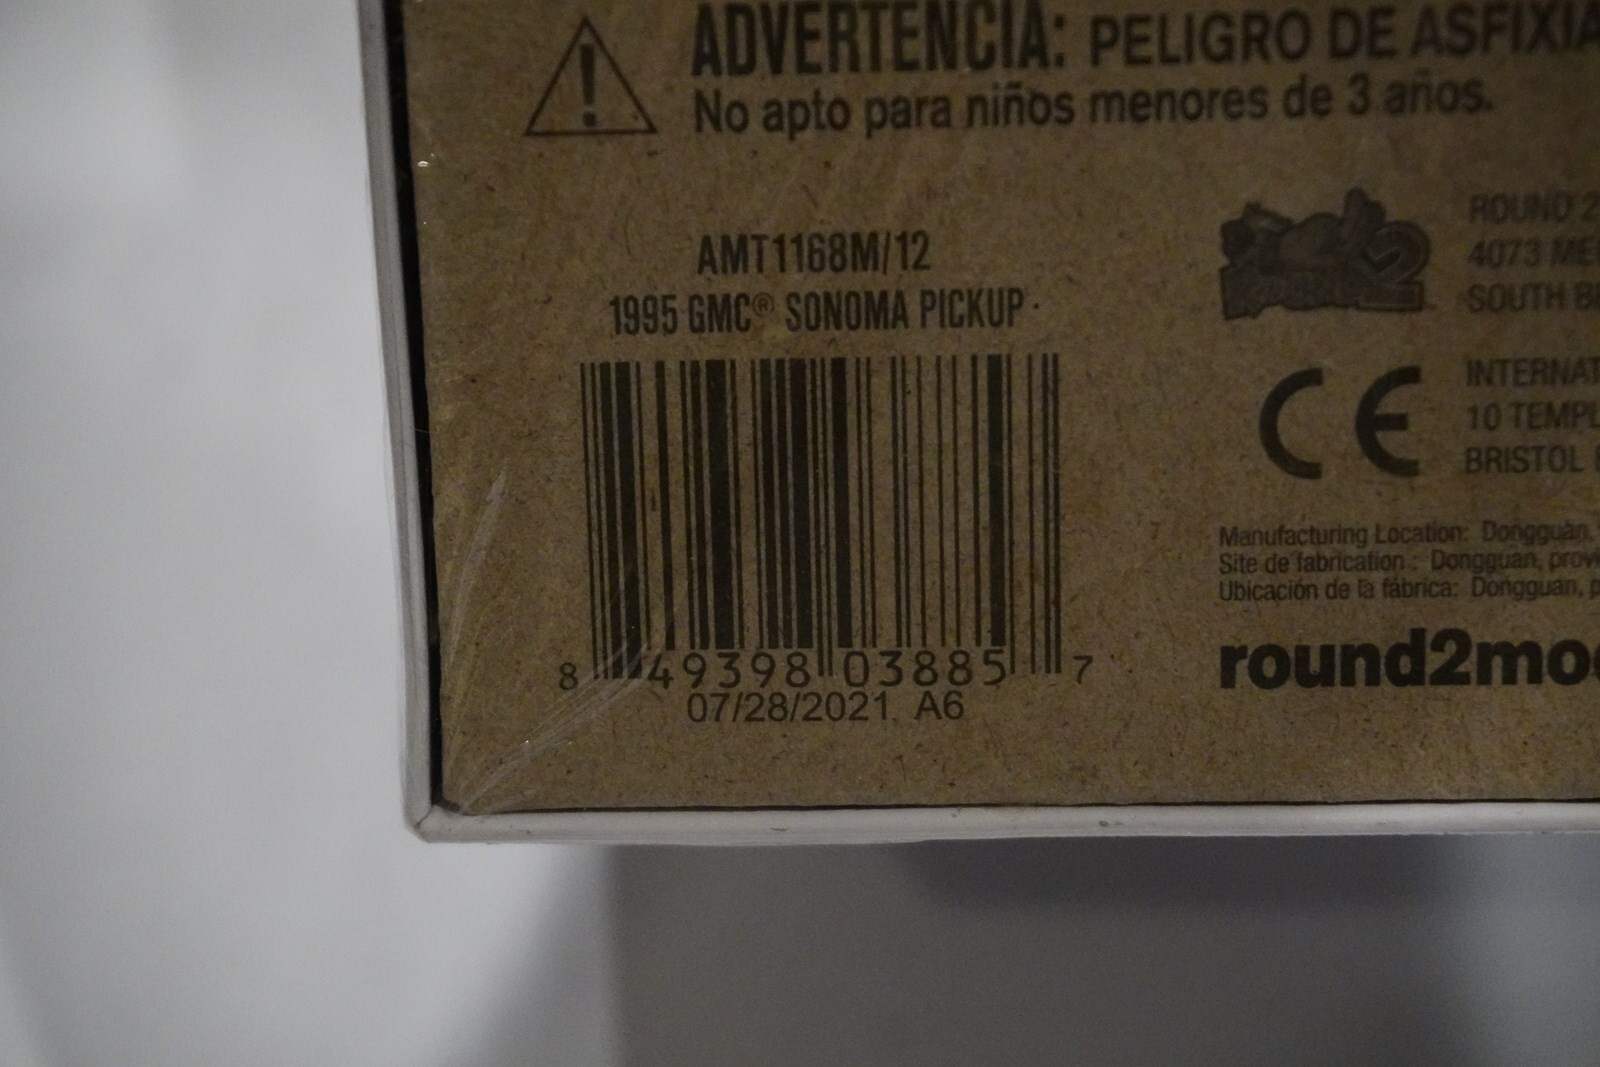 ADVERTENCIA: PELIGRO DE ASFIXIA
No apto para niños menores de 3 años.
AMT1168M/12
1995 GMC® SONOMA PICKUP
8 49398 03885 7
07/28/2021 A6
ROUND 2
4073
SOUTH
CE
10
BRISTOL
Manufacturing Location: Dongguan,
Site de fabrication : Dongguan,
Ubicación de la fábrica: Dongguan,
round2mo